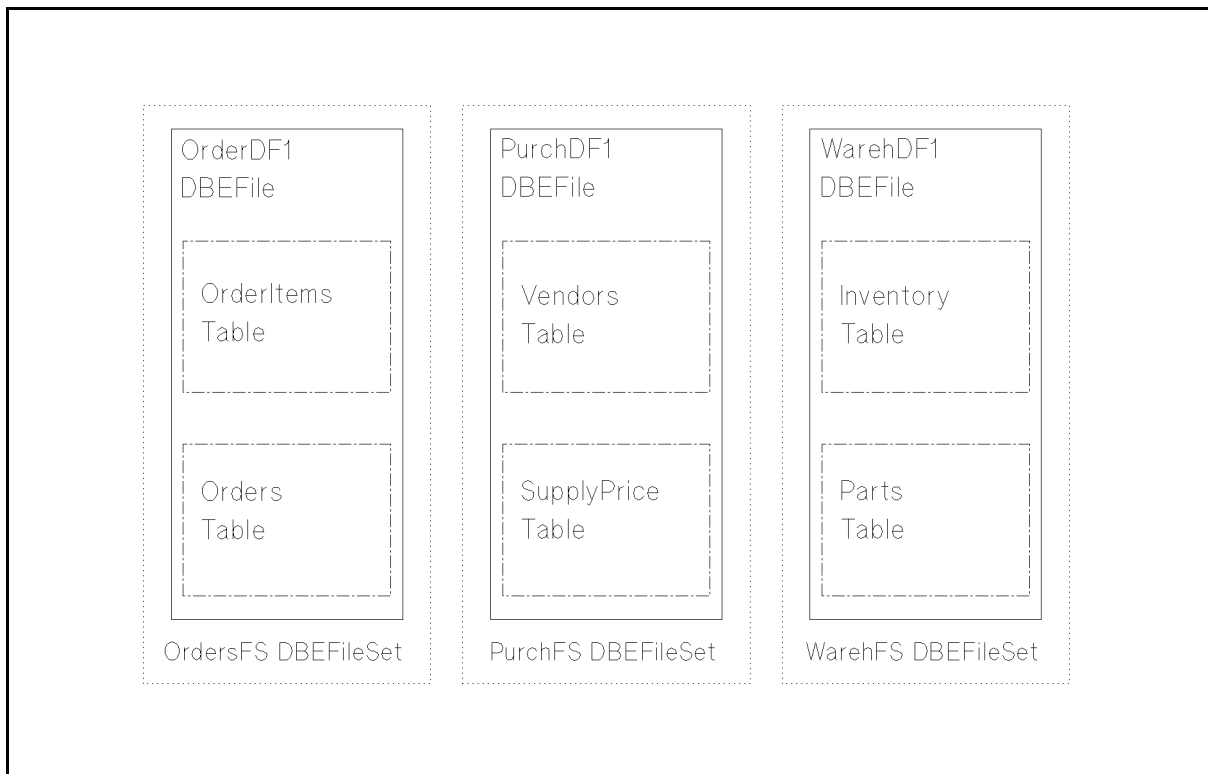 OrderDF1
DBEFile
OrderItems
Table
Orders
Table
OrdersFS DBEFileSet
PurchDF1
DBEFile
Vendors
Table
SupplyPrice
Table
PurchFS DBEFileSet
WarehDF1
DBEFile
Inventory
Table
Parts
Table
WarehFS DBEFileSet